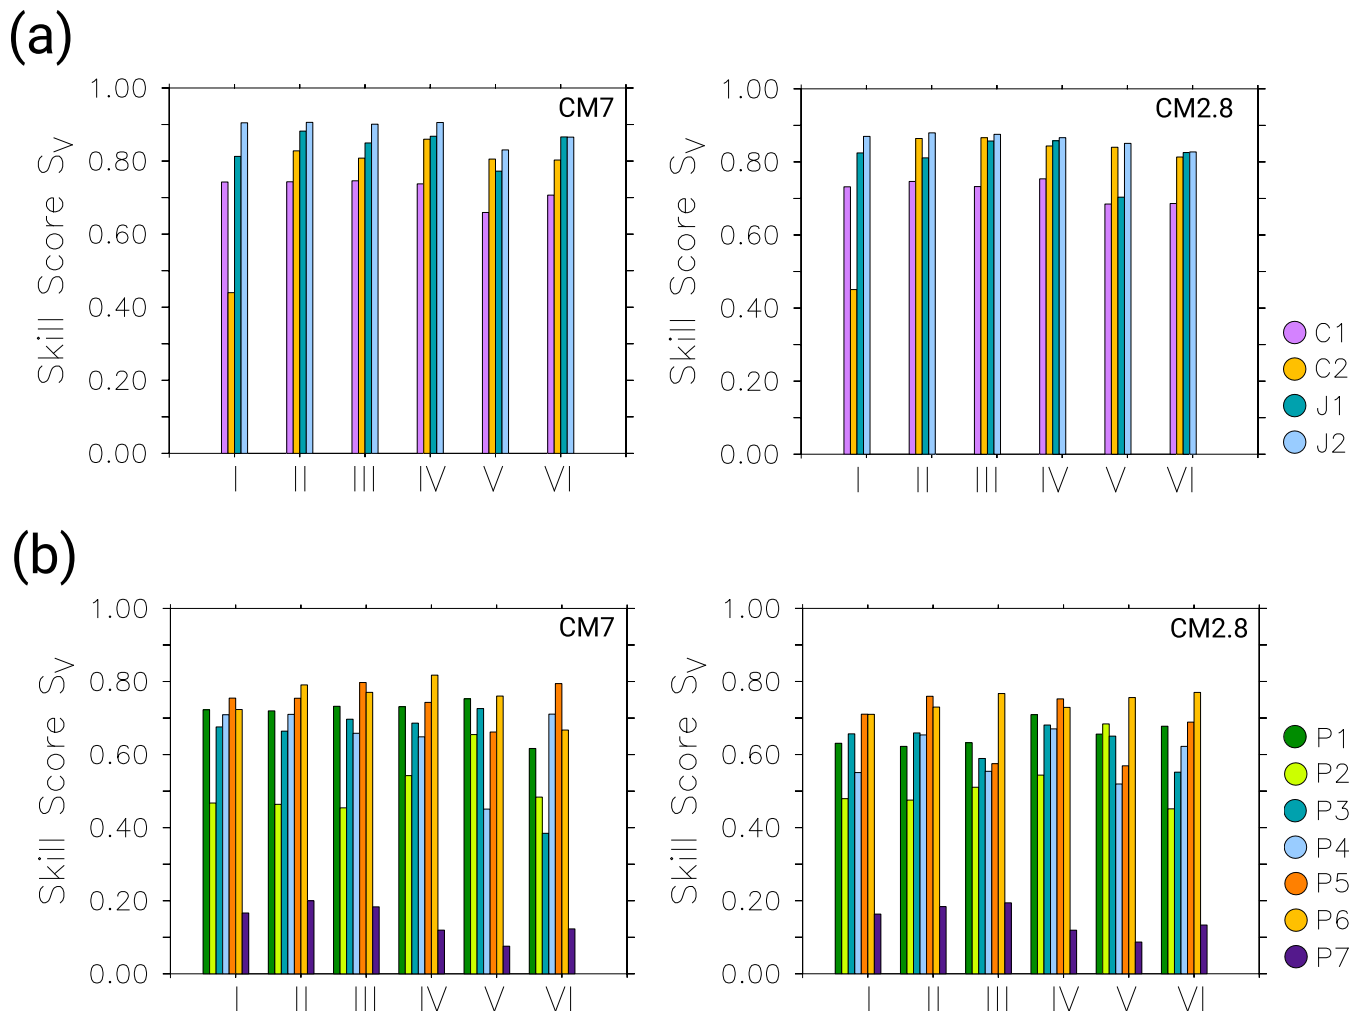 (a)
CM7
Skill Score SV
1.00
0.80
0.60
0.40
0.20
0.00
I II III IV V VI
CM2.8
Skill Score SV
1.00
0.80
0.60
0.40
0.20
0.00
I II III IV V VI
C1
C2
J1
J2
(b)
CM7
Skill Score SV
1.00
0.80
0.60
0.40
0.20
0.00
I II III IV V VI
CM2.8
Skill Score SV
1.00
0.80
0.60
0.40
0.20
0.00
I II III IV V VI
P1
P2
P3
P4
P5
P6
P7